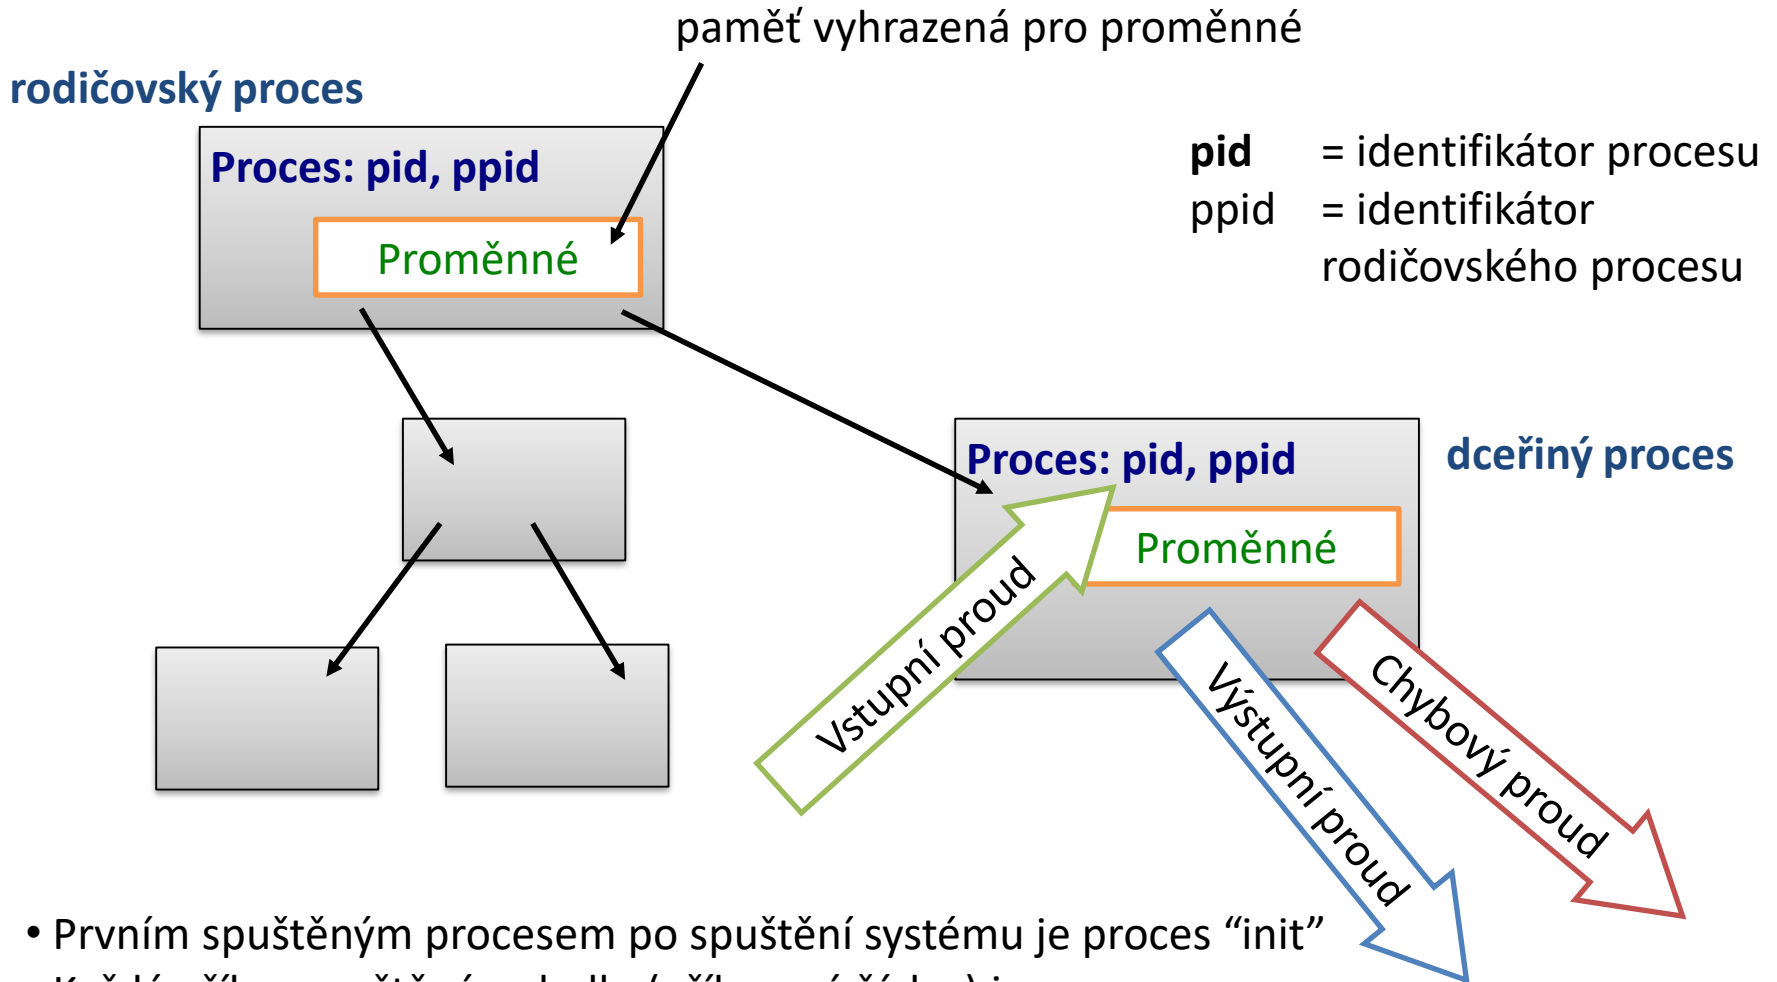 paměť vyhrazená pro proměnné
rodičovský proces
Proces: pid, ppid
Proměnné
pid = identifikátor procesu
ppid = identifikátor
rodičovského procesu
Proces: pid, ppid
dceřiný proces
Proměnné
Vstupní proud
Výstupní proud
Chybový proud
• Prvním spuštěným procesem po spuštění systému je proces “init”